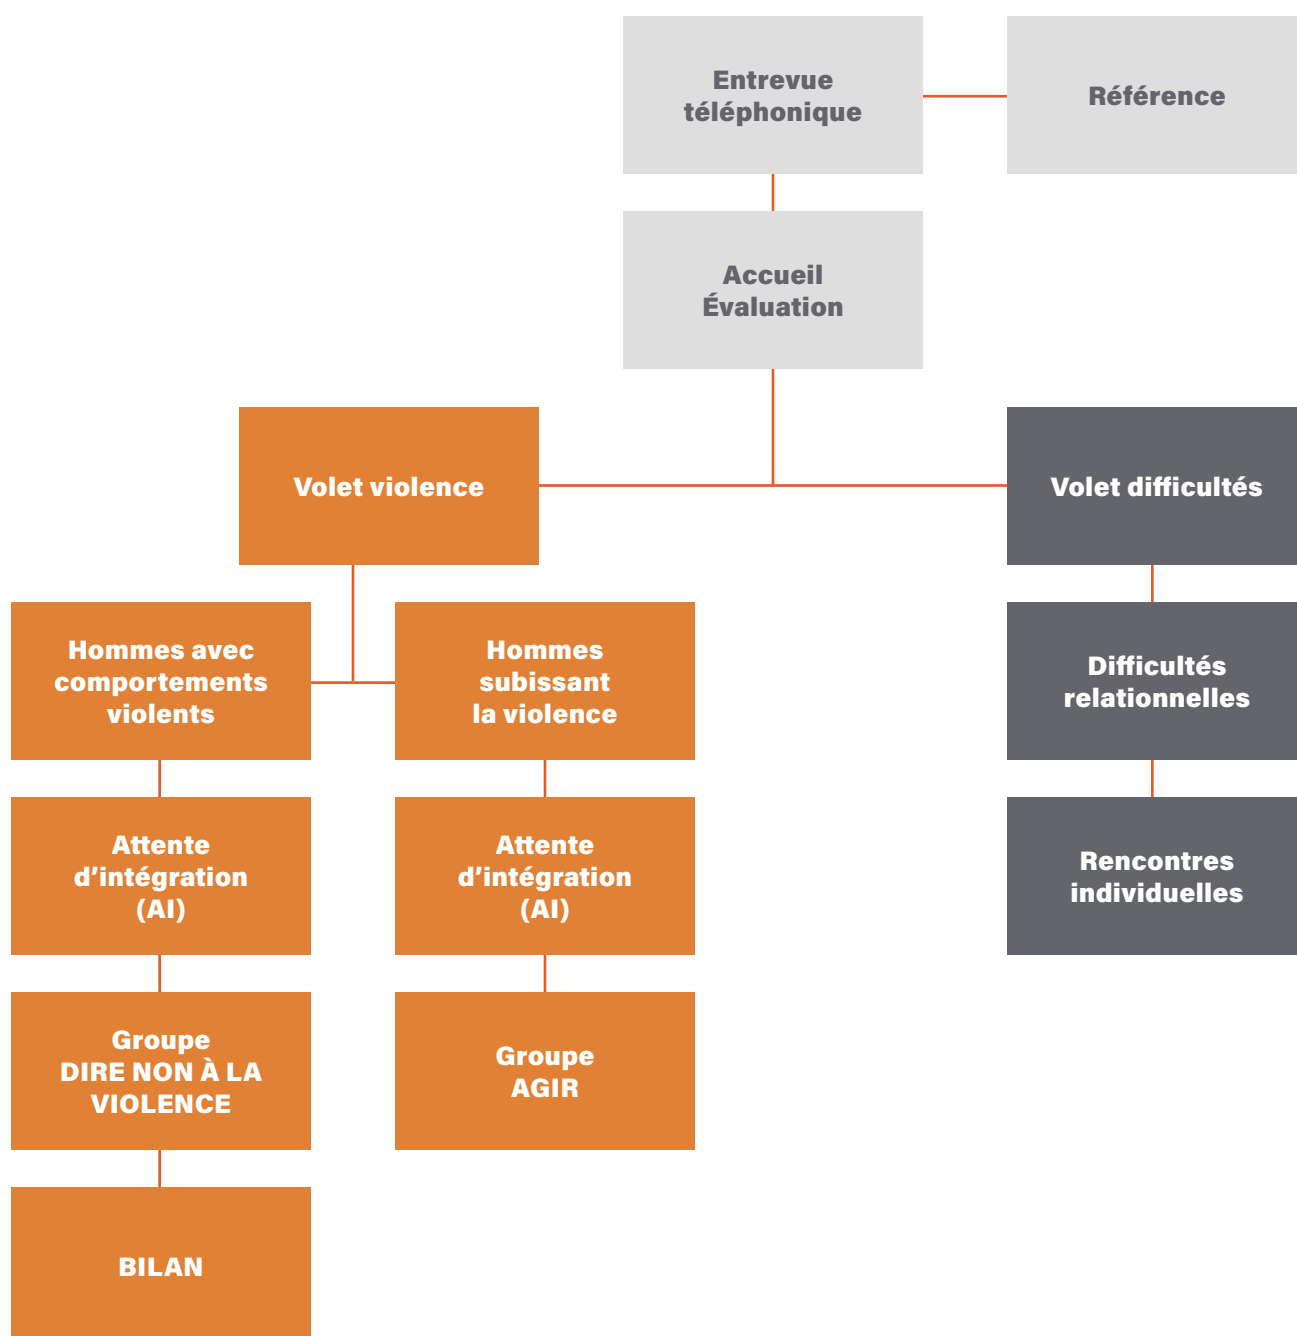 Entrevue
téléphonique
Référence
Accueil
Évaluation
Volet violence
Volet difficultés
Hommes avec
comportements
violents
Hommes
subissant
la violence
Difficultés
relationnelles
Attente
d’intégration
(AI)
Attente
d’intégration
(AI)
Rencontres
individuelles
Groupe
DIRE NON À LA
VIOLENCE
Groupe
AGIR
BILAN